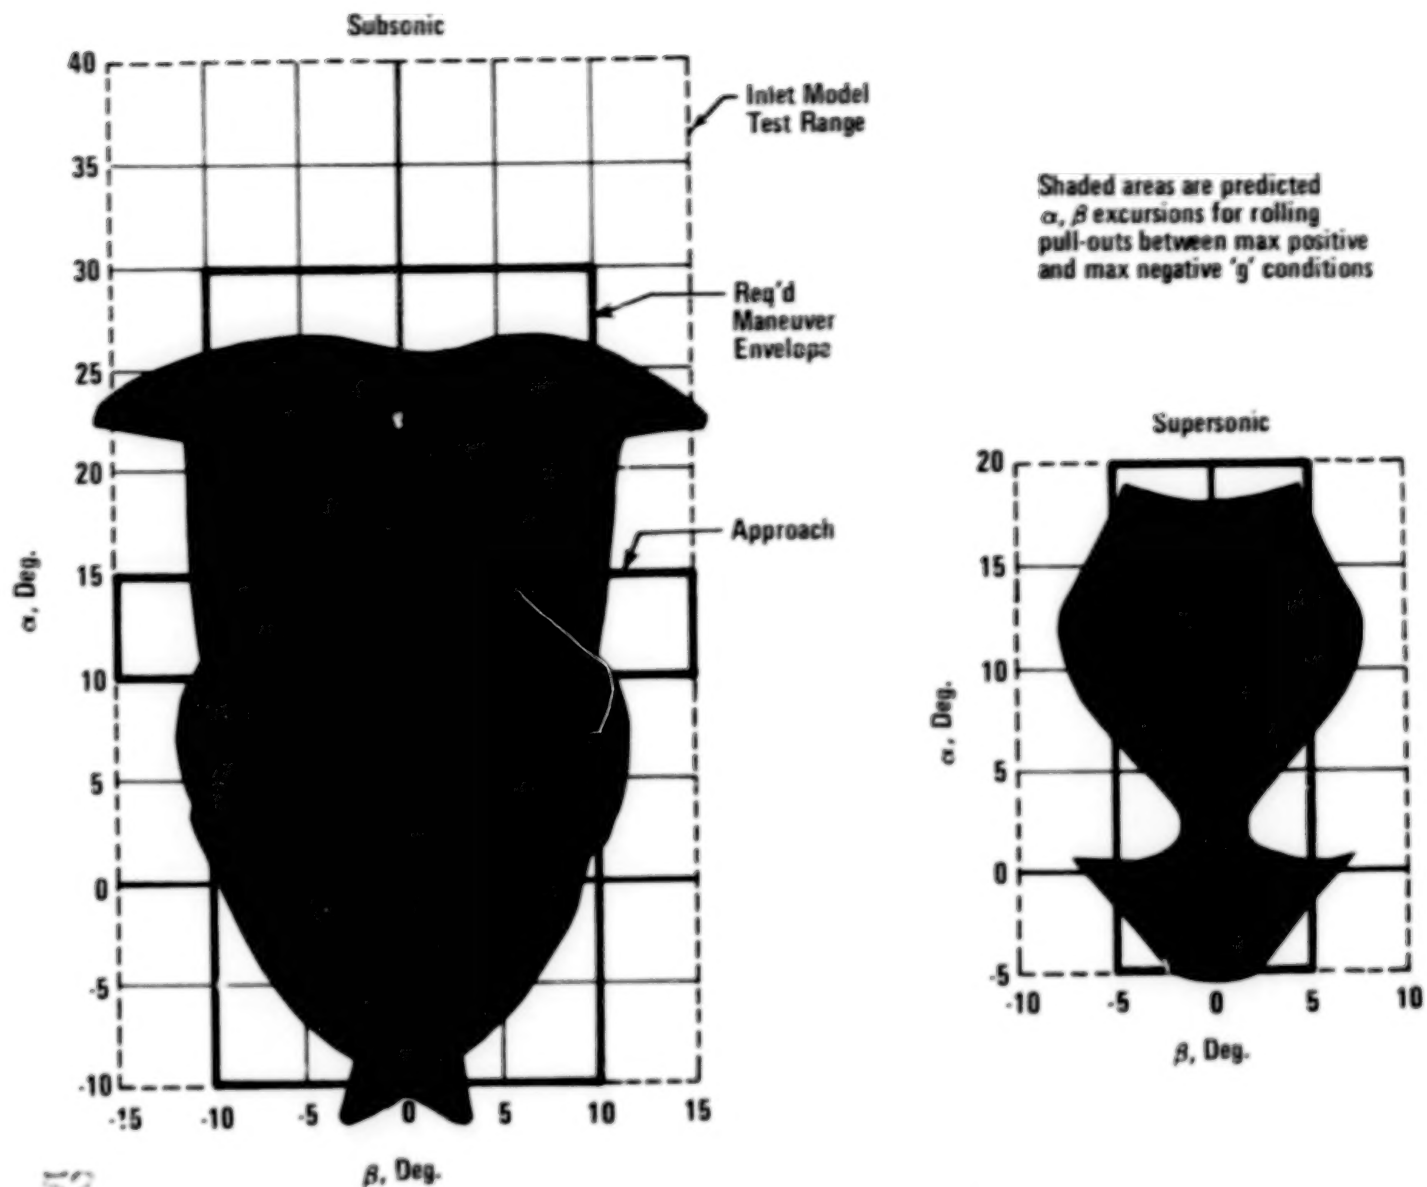 Subsonic
40
35
30
25
20
15
10
5
0
-5
-10
α, Deg.
-15
-10
-5
0
5
10
15
β, Deg.
Inlet Model
Test Range
Req'd
Maneuver
Envelope
Approach
Shaded areas are predicted
α, β excursions for rolling
pull-outs between max positive
and max negative 'g' conditions
Supersonic
20
15
10
5
0
-5
α, Deg.
-10
-5
0
5
10
β, Deg.